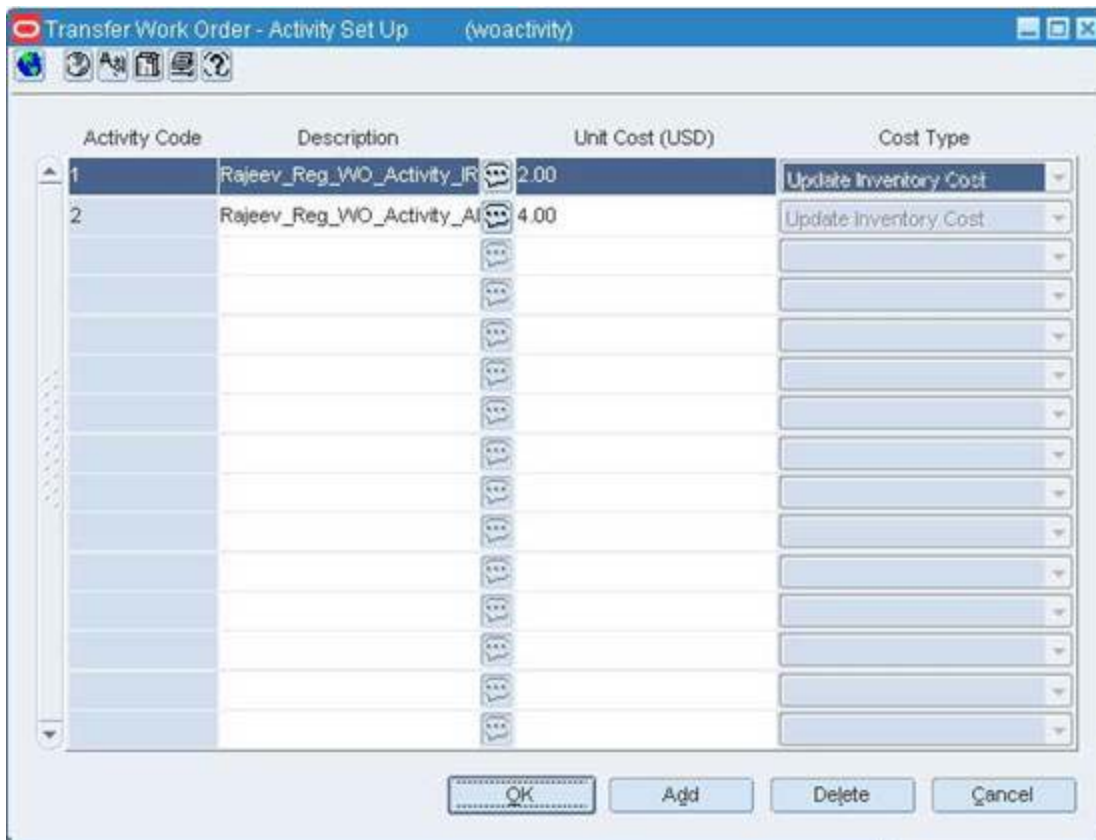 Transfer Work Order - Activity Set Up (woactivity)
Activity Code Description Unit Cost (USD) Cost Type
1 Rajeev_Reg_WO_Activity_IR 2.00 Update Inventory Cost
2 Rajeev_Reg_WO_Activity_Al 4.00 Update Inventory Cost
OK Add Delete Cancel